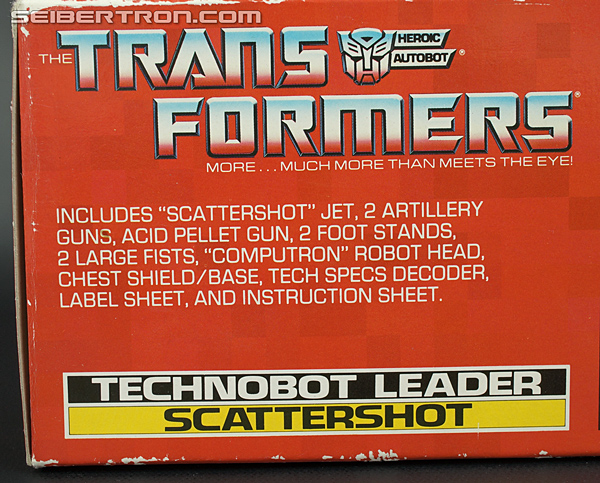 SEIBERTRON.COM
THE TRANS HEROIC AUTOBOT ®
FORMERS ®
MORE...MUCH MORE THAN MEETS THE EYE!
INCLUDES “SCATTERSHOT” JET, 2 ARTILLERY
GUNS, ACID PELLET GUN, 2 FOOT STANDS,
2 LARGE FISTS, “COMPUTRON” ROBOT HEAD,
CHEST SHIELD/BASE, TECH SPECS DECODER,
LABEL SHEET, AND INSTRUCTION SHEET.
TECHNOBOT LEADER
SCATTERSHOT